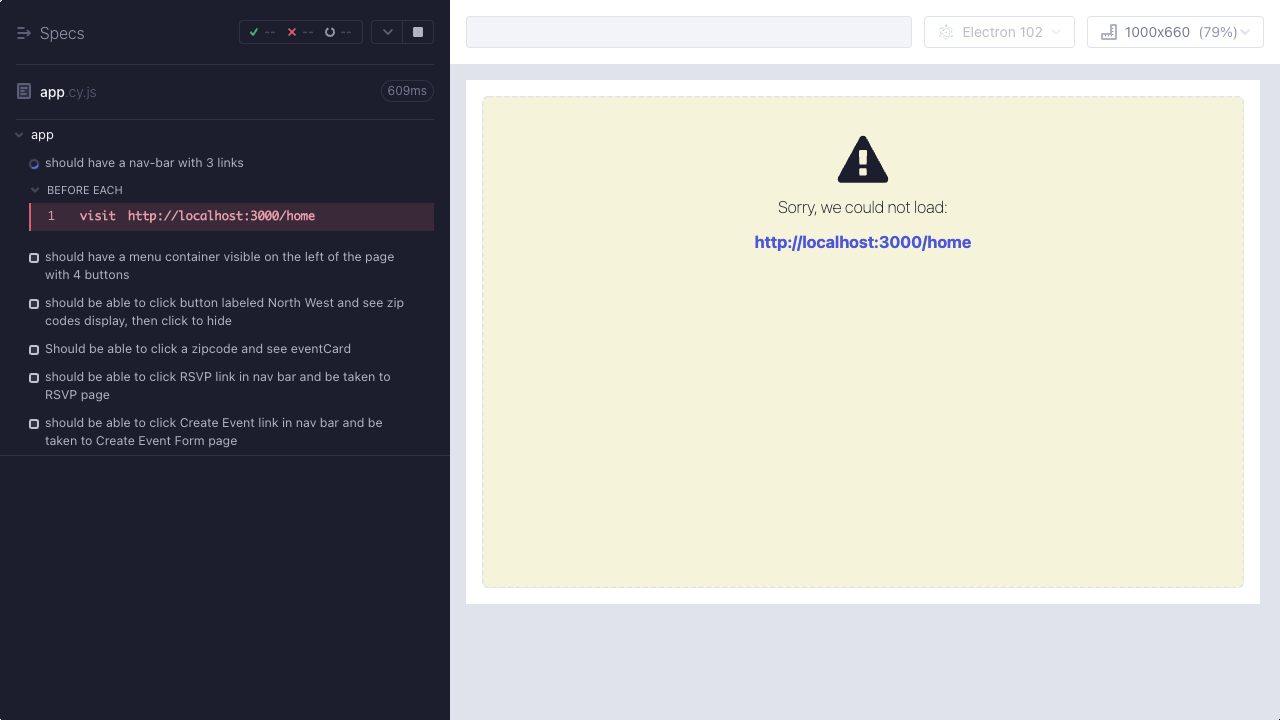 Specs
-- -- --
app.cy.js
609ms
app
should have a nav-bar with 3 links
BEFORE EACH
1 visit http://localhost:3000/home
should have a menu container visible on the left of the page
with 4 buttons
should be able to click button labeled North West and see zip
codes display, then click to hide
Should be able to click a zipcode and see eventCard
should be able to click RSVP link in nav bar and be taken to
RSVP page
should be able to click Create Event link in nav bar and be
taken to Create Event Form page
Electron 102
1000x660 (79%)
Sorry, we could not load:
http://localhost:3000/home